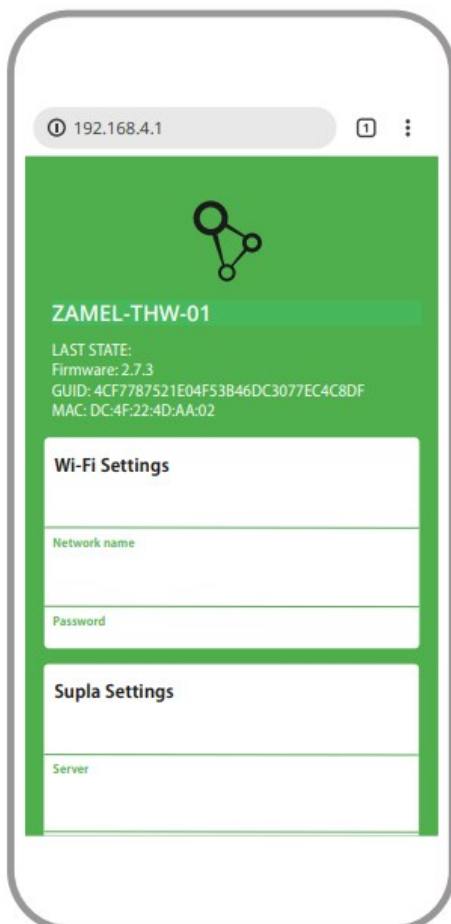 192.168.4.1
1
ZAMEL-THW-01
LAST STATE:
Firmware: 2.7.3
GUID: 4CF7787521E04F53B46DC3077EC4C8DF
MAC: DC:4F:22:4D:AA:02
Wi-Fi Settings
Network name
Password
Supla Settings
Server